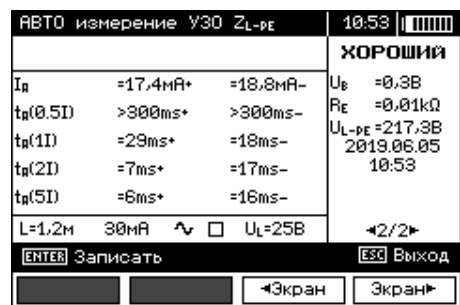 АВТО измерение УЗО ZL-PE 10:53
ХОРОШИЙ
IA =17,4мА+ =18,8мА-
tA(0.5I) >300ms+ >300ms-
tA(1I) =29ms+ =18ms-
tA(2I) =7ms+ =17ms-
tA(5I) =6ms+ =16ms-
UB =0,3В
RE =0,01kΩ
UL-PE=217,3В
2019.06.05
10:53
L=1,2м 30мА ∿ □ UL=25В ◄2/2►
ENTER Записать ESC Выход
◄Экран Экран►